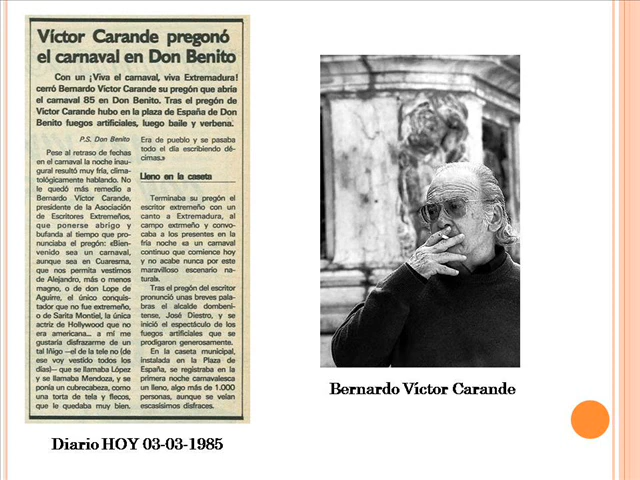 Víctor Carande pregonó
el carnaval en Don Benito
Con un ¡Viva el carnaval, viva Extremadura!
cerró Bernardo Víctor Carande su pregón que abría
el carnaval 85 en Don Benito. Tras el pregón de
Víctor Carande hubo en la plaza de España de Don
Benito fuegos artificiales, luego baile y verbena.
P.S. Don Benito
Pese al retraso de fechas
en el carnaval la noche inau-
gural resultó muy fría, clima-
tológicamente hablando. No
le quedó más remedio a
Bernardo Víctor Carande,
presidente de la Asociación
de Escritores Extremeños,
que ponerse abrigo y
bufanda al tiempo que pro-
nunciaba el pregón: «Bien-
venido sea un carnaval,
aunque sea en Cuaresma,
que nos permita vestirnos
de Alejandro, más o menos
magno, o de don Lope de
Aguirre, el único conquis-
tador que no fue extremeño,
o de Sarita Montiel, la única
actriz de Hollywood que no
era americana... a mí me
gustaría disfrazarme de un
tal Iñigo —el de la tele no (de
ese voy vestido todos los
días)— que se llamaba López
y se llamaba Mendoza, y se
ponía un cubrecabeza, como
una torta de tela y flecos,
que le quedaba muy bien.
Era de pueblo y se pasaba
todo el día escribiendo dé-
cimas.»
Lleno en la caseta
Terminaba su pregón el
escritor extremeño con un
canto a Extremadura, al
campo extrmeño y convo-
caba a los presentes en la
fría noche «a un carnaval
continuo que comience hoy
y no acabe nunca por este
maravilloso escenario na-
tural».
Tras el pregón del escritor
pronunció unas breves pala-
bras el alcalde dombeni-
tense, José Diestro, y se
inició el espectáculo de los
fuegos artificiales que se
prodigaron generosamente.
En la caseta municipal,
instalada en la Plaza de
España, se registraba en la
primera noche carnavalesca
un lleno, algo más de 1.000
personas, aunque se veían
escasísimos disfraces.
Bernardo Víctor Carande
Diario HOY 03-03-1985